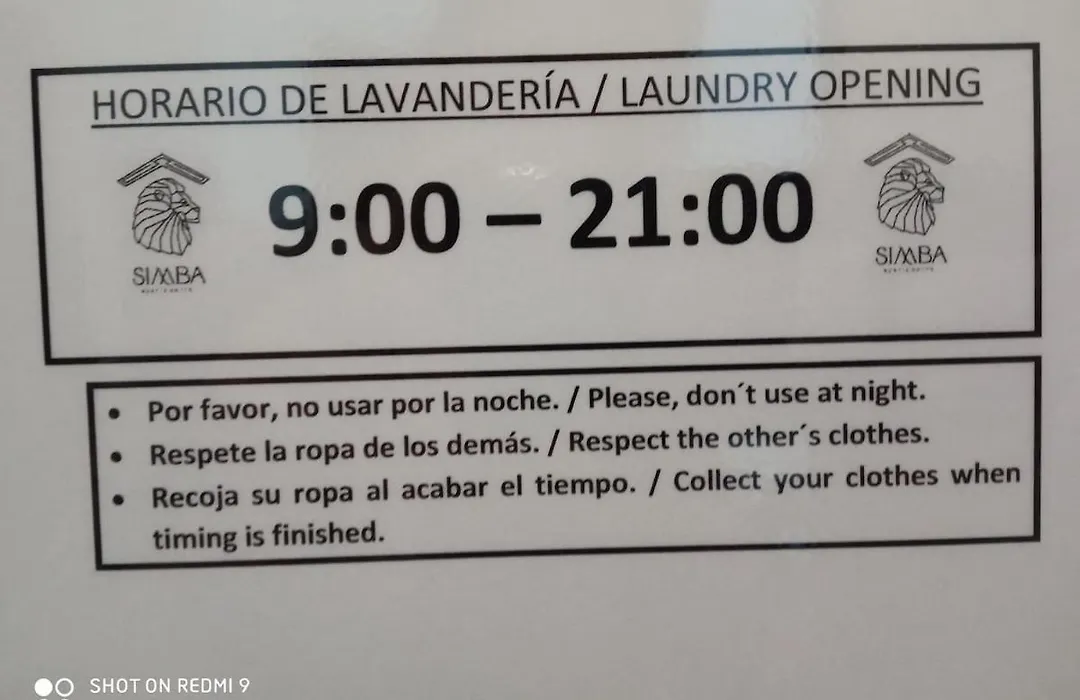 HORARIO DE LAVANDERÍA / LAUNDRY OPENING
9:00 – 21:00
SIMBA
SIMBA
• Por favor, no usar por la noche. / Please, don´t use at night.
• Respete la ropa de los demás. / Respect the other´s clothes.
• Recoja su ropa al acabar el tiempo. / Collect your clothes when
timing is finished.
SHOT ON REDMI 9